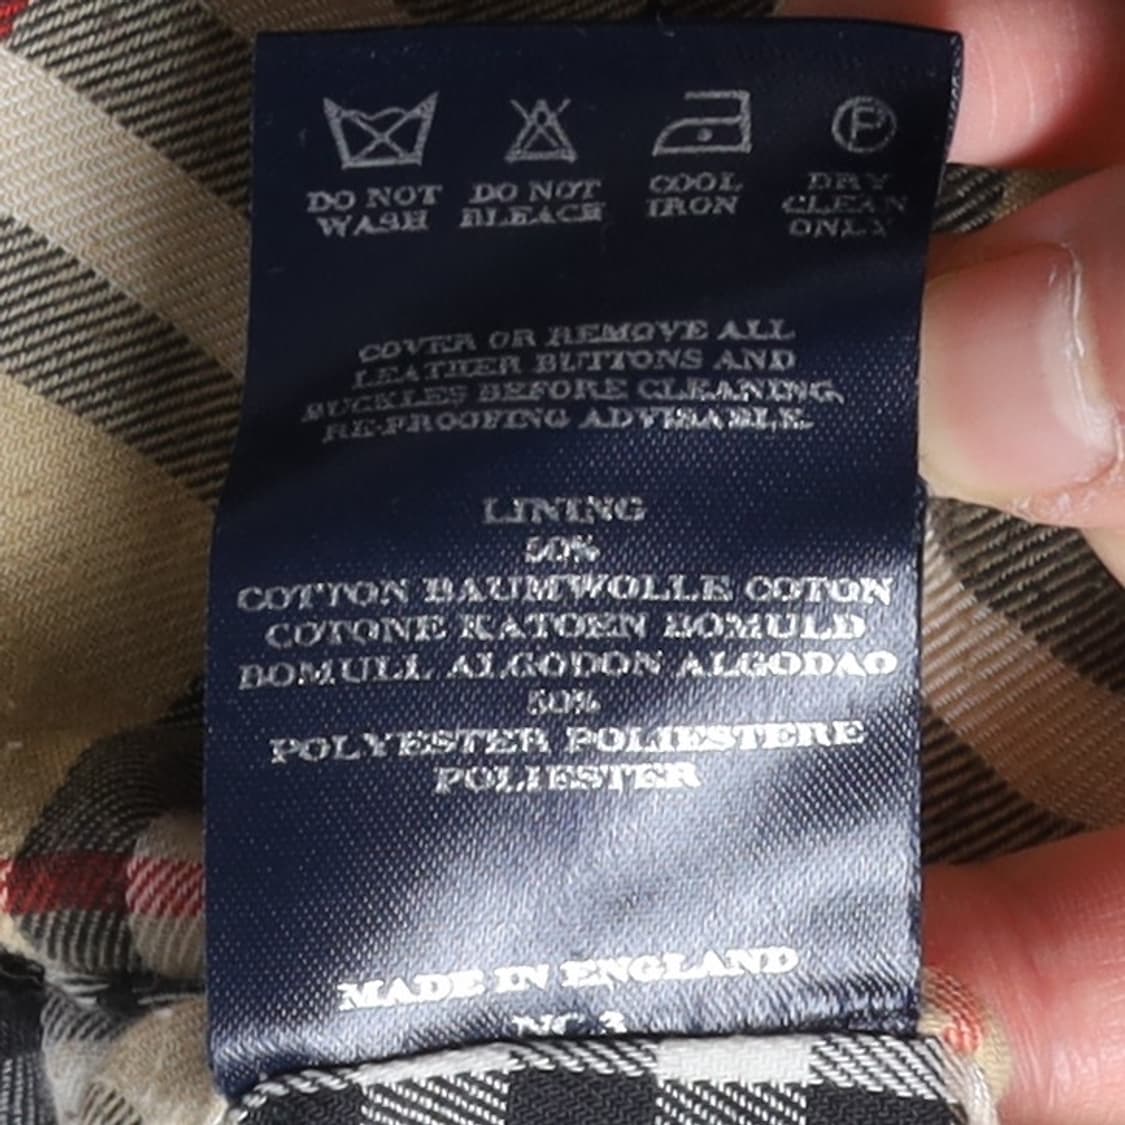 P
DO NOT WASH
DO NOT BLEACH
COOL IRON
DRY CLEAN ONLY
COVER OR REMOVE ALL
LEATHER BUTTONS AND
BUCKLES BEFORE CLEANING.
RE-PROOFING ADVISABLE.
LINING
50%
COTTON BAUMWOLLE COTON
COTONE KATOEN BOMULD
BOMULL ALGODON ALGODAO
50%
POLYESTER POLIESTERE
POLIESTER
MADE IN ENGLAND
NC 3